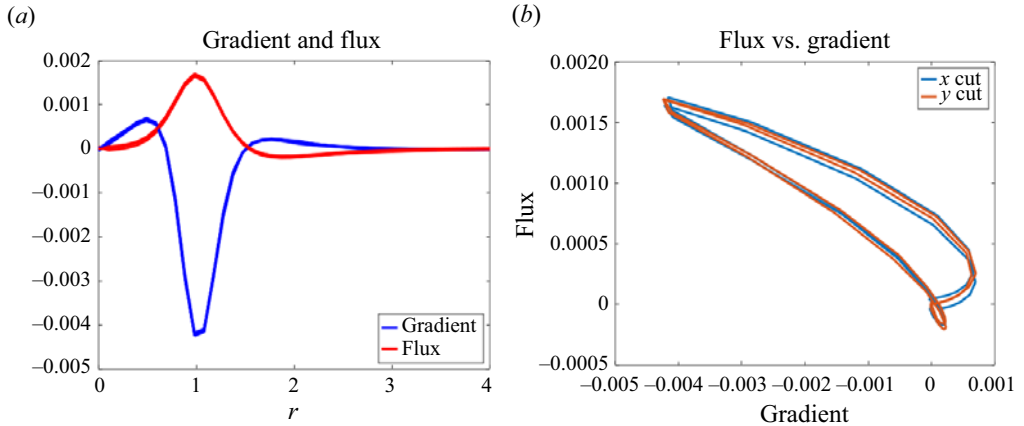 (a)
Gradient and flux
0.002
0.001
0
–0.001
–0.002
–0.003
–0.004
–0.005
0 1 2 3 4
r
Gradient
Flux
(b)
Flux vs. gradient
0.0020
0.0015
0.0010
0.0005
0
–0.0005
–0.005 –0.004 –0.003 –0.002 –0.001 0 0.001
Flux
Gradient
x cut
y cut